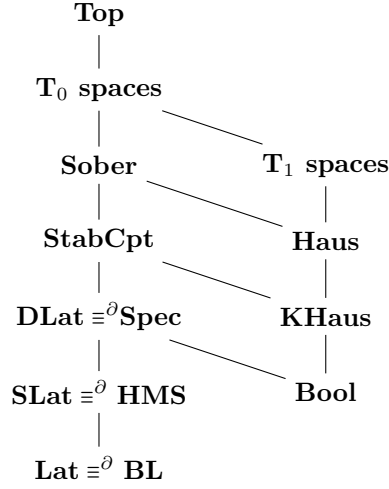 Top
T₀ spaces
Sober
T₁ spaces
StabCpt
Haus
DLat ≡∂Spec
KHaus
SLat ≡∂ HMS
Bool
Lat ≡∂ BL